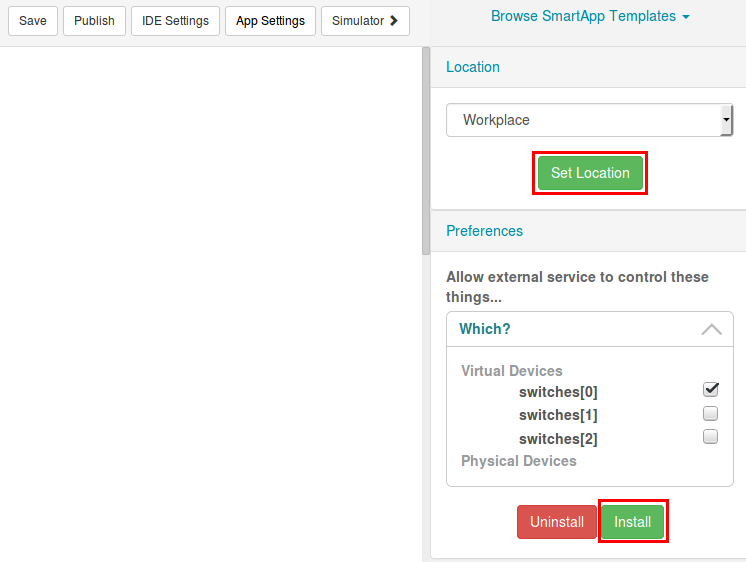 Save Publish IDE Settings App Settings Simulator Browse SmartApp Templates
Location
Workplace
Set Location
Preferences
Allow external service to control these
things...
Which?
Virtual Devices
switches[0]
switches[1]
switches[2]
Physical Devices
Uninstall Install